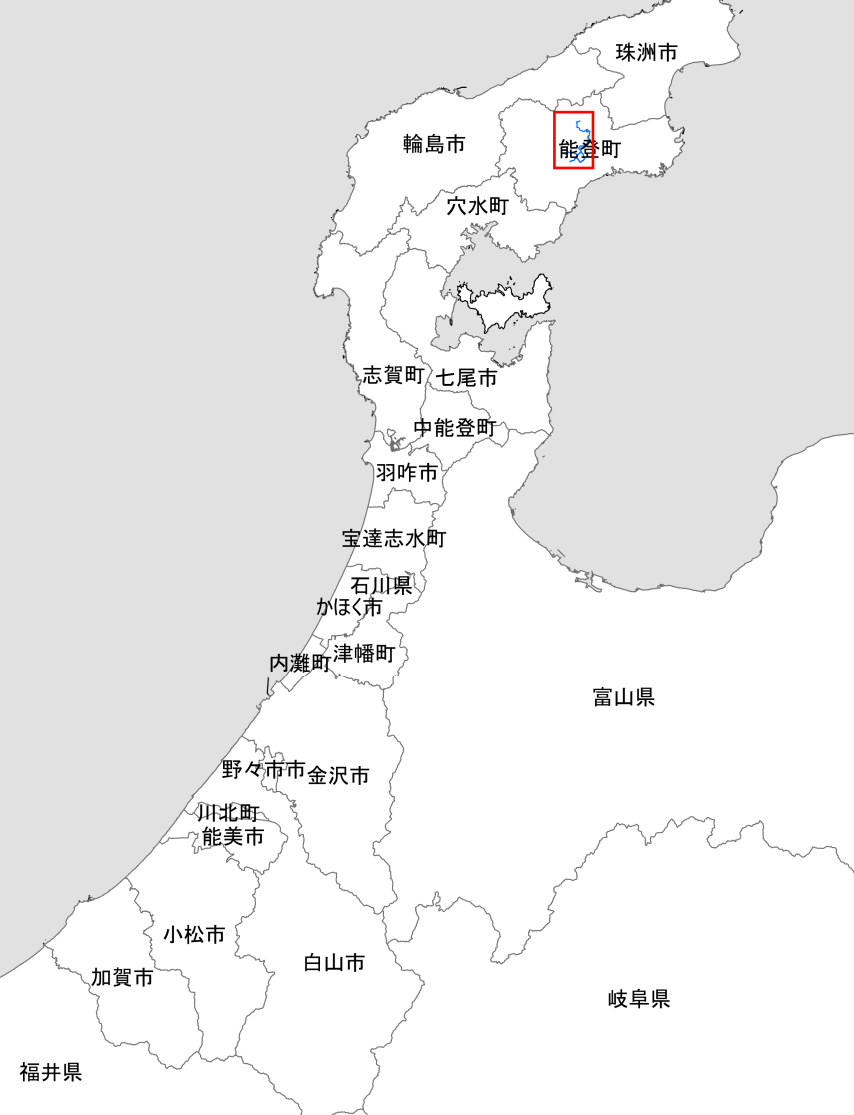 珠洲市
輪島市
能登町
穴水町
志賀町
七尾市
中能登町
羽咋市
宝達志水町
石川県
かほく市
津幡町
内灘町
富山県
野々市市
金沢市
川北町
能美市
小松市
白山市
加賀市
岐阜県
福井県